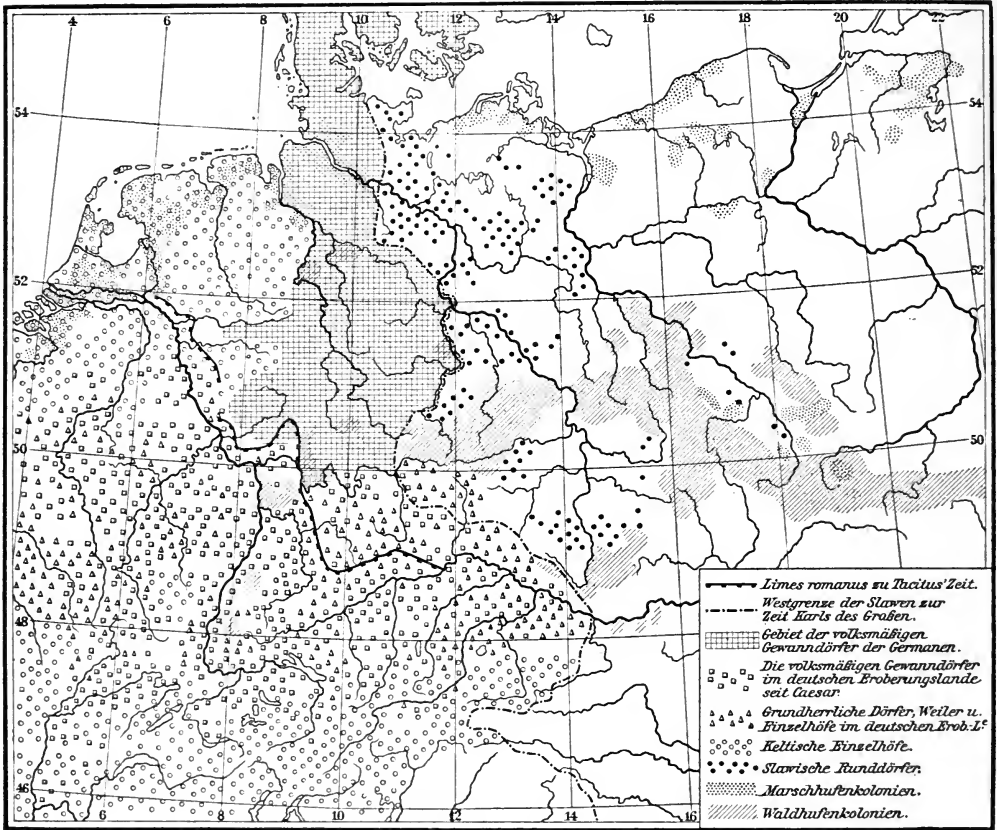 4 6 8 10 12 14 16 18 20 22
54 54
52 52
50 50
48
46
6 8 10 12 14 16
Limes romanus zu Tacitus' Zeit.
Westgrenze der Slawen zur
Zeit Karls des Großen.
Gebiet der volksmäßigen
Gewanndörfer der Germanen.
Die volksmäßigen Gewanndörfer
im deutschen Eroberungslande
seit Caesar
Grundherrliche Dörfer, Weiler u.
Einzelhöfe im deutschen Erob.-Lᵉ
Keltische Einzelhöfe.
Slawische Runddörfer.
Marschhufenkolonien.
Waldhufenkolonien.